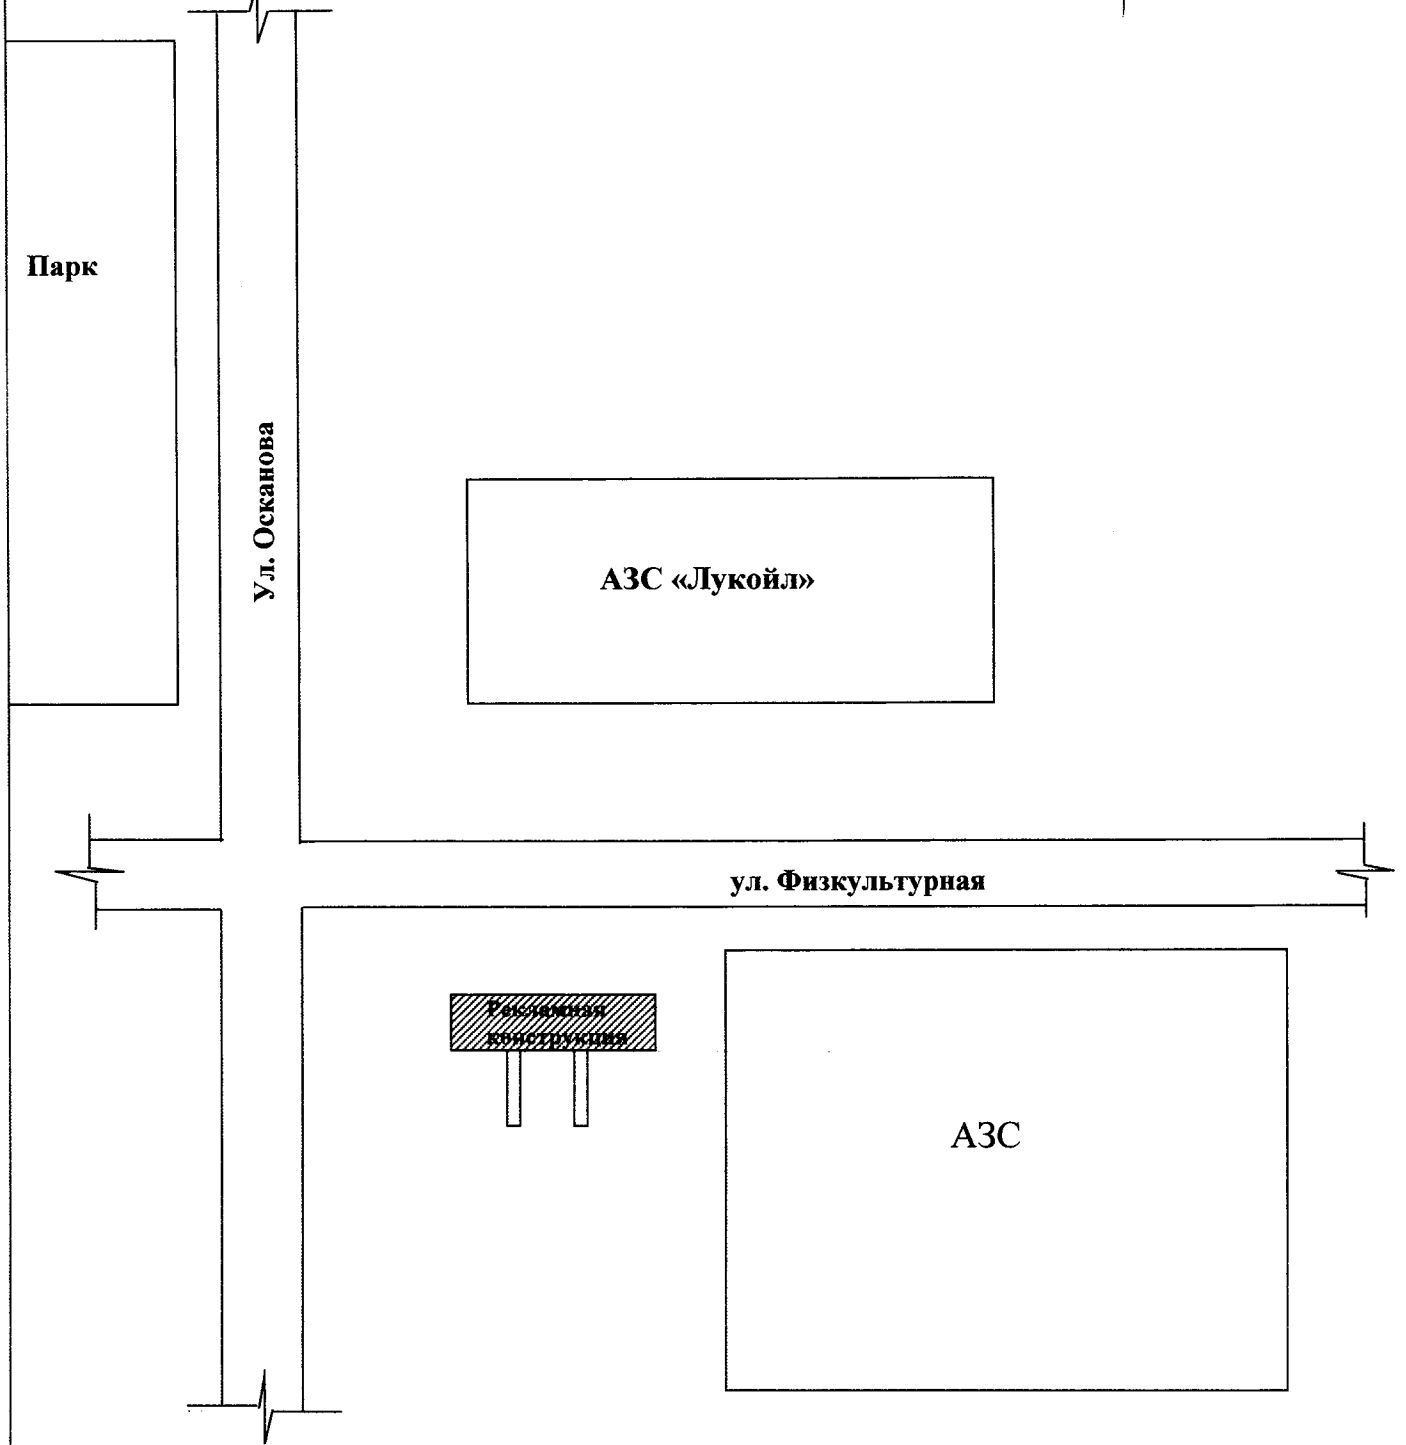 Парк
Ул. Осканова
АЗС «Лукойл»
ул. Физкультурная
Рекламная
конструкция
АЗС